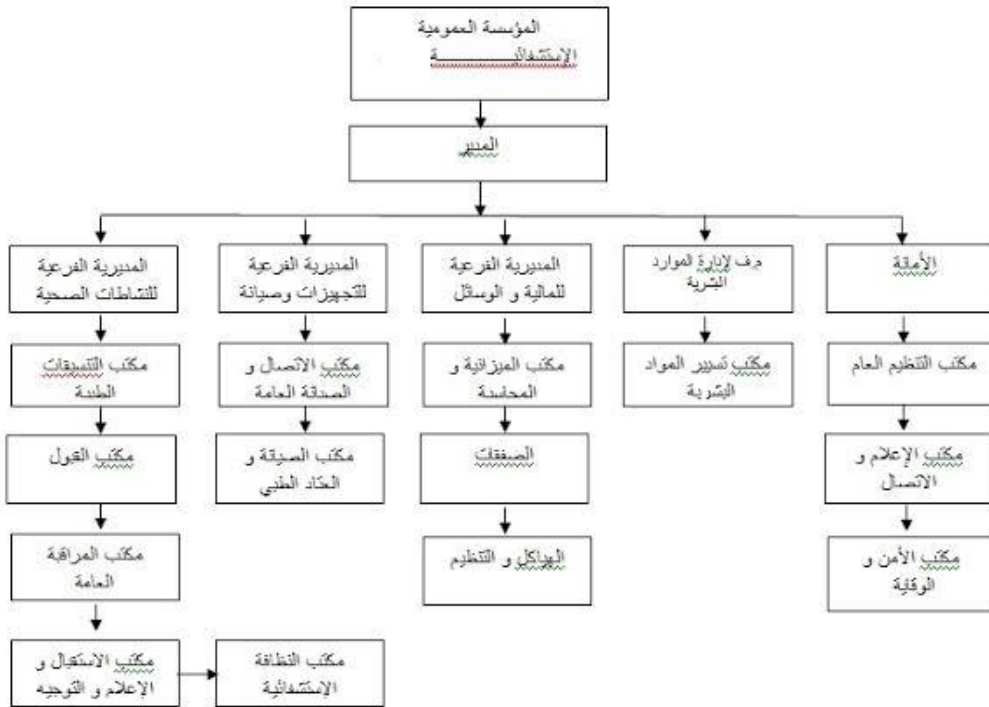 المؤسسة العمومية
الإستشفائيـــــــــــــة
المدير
الأمانة
مكتب التنظيم العام
مكتب الإعلام و
الاتصال
مكتب الأمن و
الوقاية
م.ف لإدارة الموارد
البشرية
مكتب تسيير المواد
البشرية
المديرية الفرعية
للمالية و الوسائل
مكتب الميزانية و
المحاسبة
الصفقات
الهياكل و التنظيم
المديرية الفرعية
للتجهيزات وصيانة
مكتب الاتصال و
الصيانة العامة
مكتب الصيانة و
العتاد الطبي
المديرية الفرعية
للنشاطات الصحية
مكتب التنسيقات
الطبية
مكتب القبول
مكتب المراقبة
العامة
مكتب الاستقبال و
الإعلام و التوجيه
مكتب النظافة
الإستشفائية